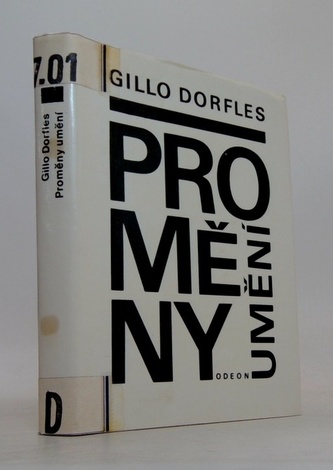 7.01
Gillo Dorfles
Proměny umění
D
GILLO DORFLES
PRO
MĚ
NY
UMĚNÍ
ODEON